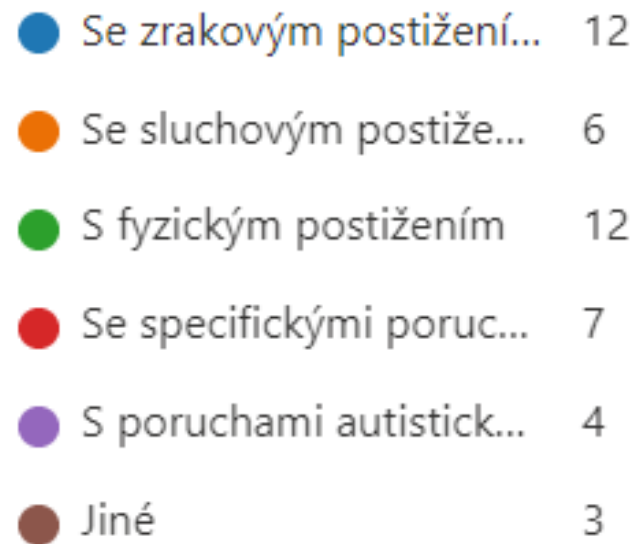 Se zrakovým postižení... 12
Se sluchovým postiže... 6
S fyzickým postižením 12
Se specifickými poruc... 7
S poruchami autistick... 4
Jiné 3